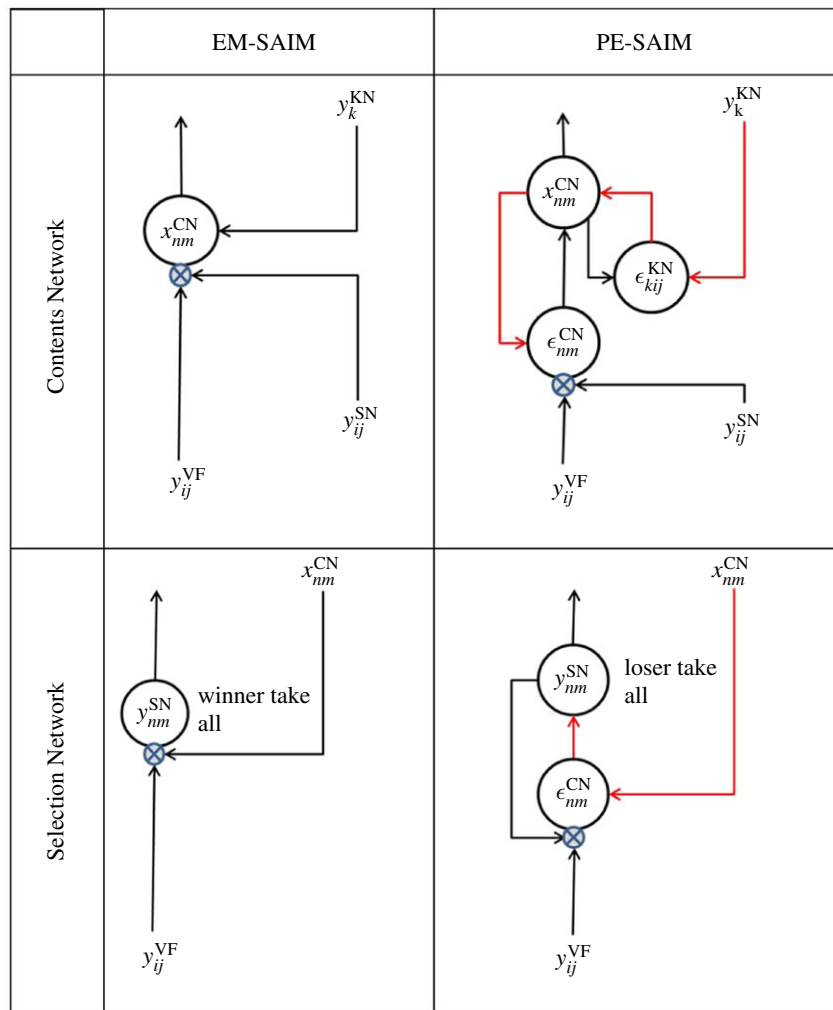 EM-SAIM
PE-SAIM
Contents Network
y_k^KN
x_nm^CN
y_ij^SN
y_ij^VF
y_k^KN
x_nm^CN
ϵ_kij^KN
ϵ_nm^CN
y_ij^SN
y_ij^VF
Selection Network
x_nm^CN
y_nm^SN
winner take
all
y_ij^VF
x_nm^CN
y_nm^SN
loser take
all
ϵ_nm^CN
y_ij^VF